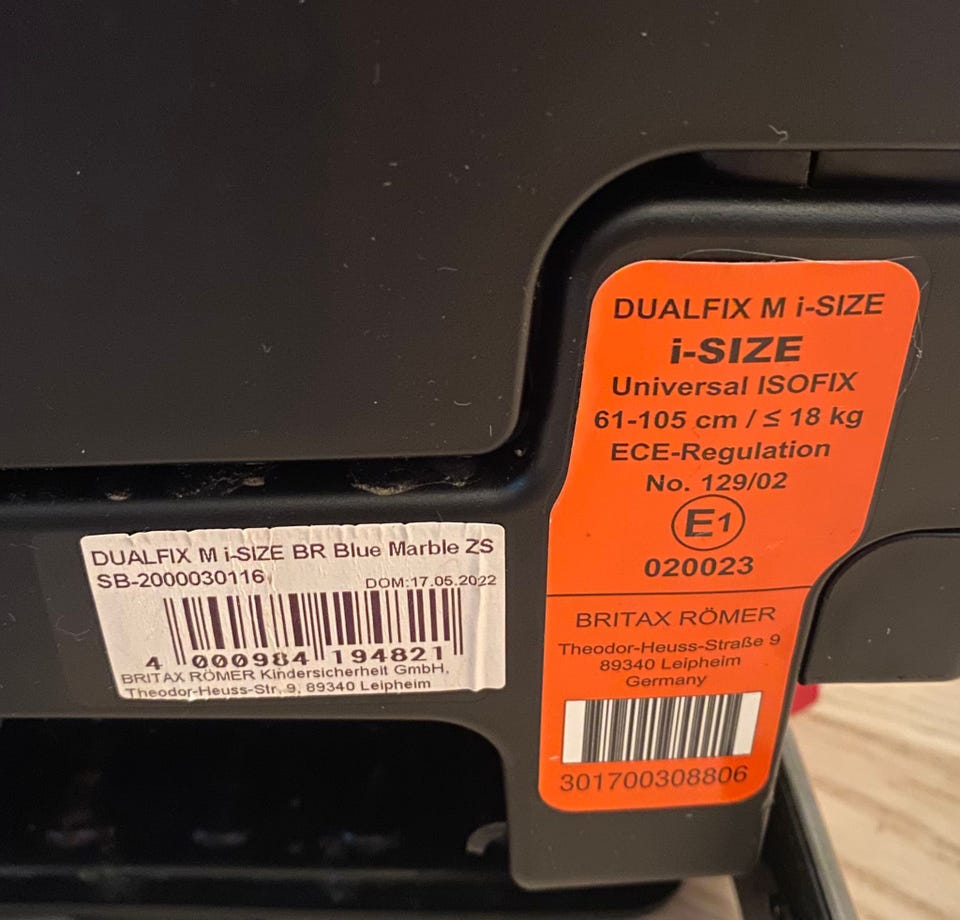 DUALFIX M i-SIZE
i-SIZE
Universal ISOFIX
61-105 cm / ≤ 18 kg
ECE-Regulation
No. 129/02
E1
020023
BRITAX RÖMER
Theodor-Heuss-Straße 9
89340 Leipheim
Germany
301700308806
DUALFIX M i-SIZE BR Blue Marble ZS
SB-2000030116
DOM:17.05.2022
4 000984 194821
BRITAX RÖMER Kindersicherheit GmbH,
Theodor-Heuss-Str. 9, 89340 Leipheim